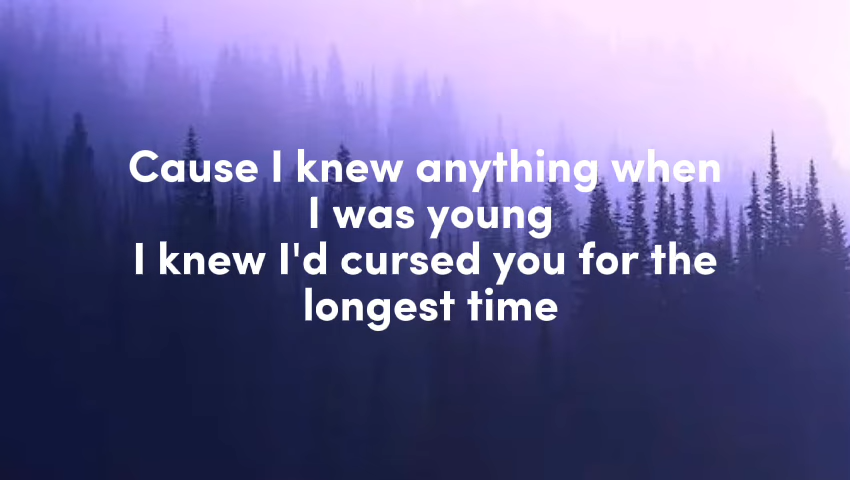 Cause I knew anything when
I was young
I knew I'd cursed you for the
longest time